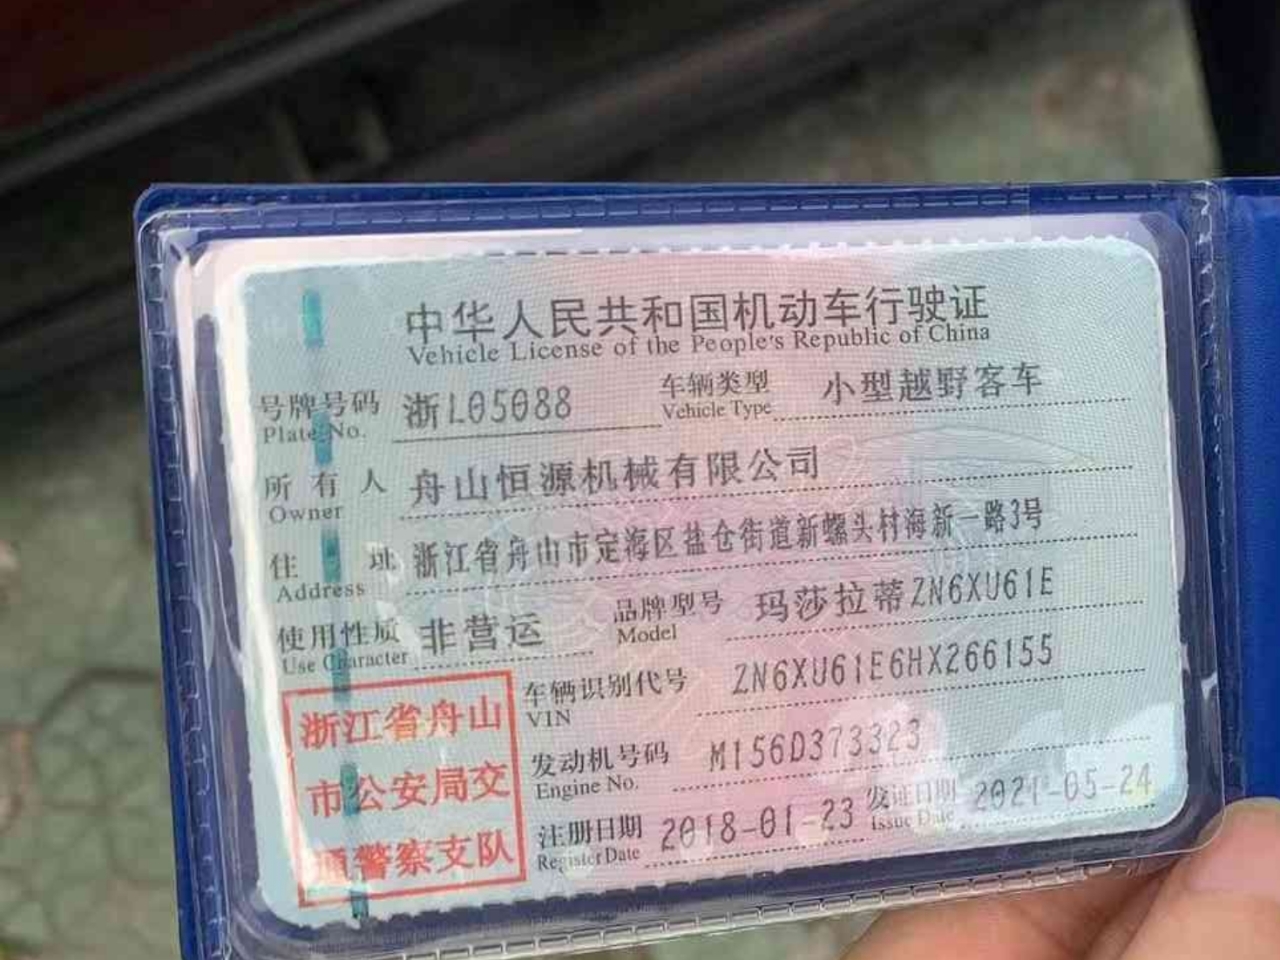 中华人民共和国机动车行驶证
Vehicle License of the People's Republic of China
号牌号码 浙L05088 车辆类型 小型越野客车
Plate No. Vehicle Type
所有人 舟山恒源机械有限公司
Owner
住址 浙江省舟山市定海区盐仓街道新螺头村海新一路3号
Address
使用性质 非营运 品牌型号 玛莎拉蒂ZN6XU61E
Use Character Model
车辆识别代号 ZN6XU61E6HX266155
VIN
发动机号码 M156D373323
Engine No.
注册日期 2018-01-23 发证日期 2021-05-24
Register Date Issue Date
浙江省舟山
市公安局交
通警察支队